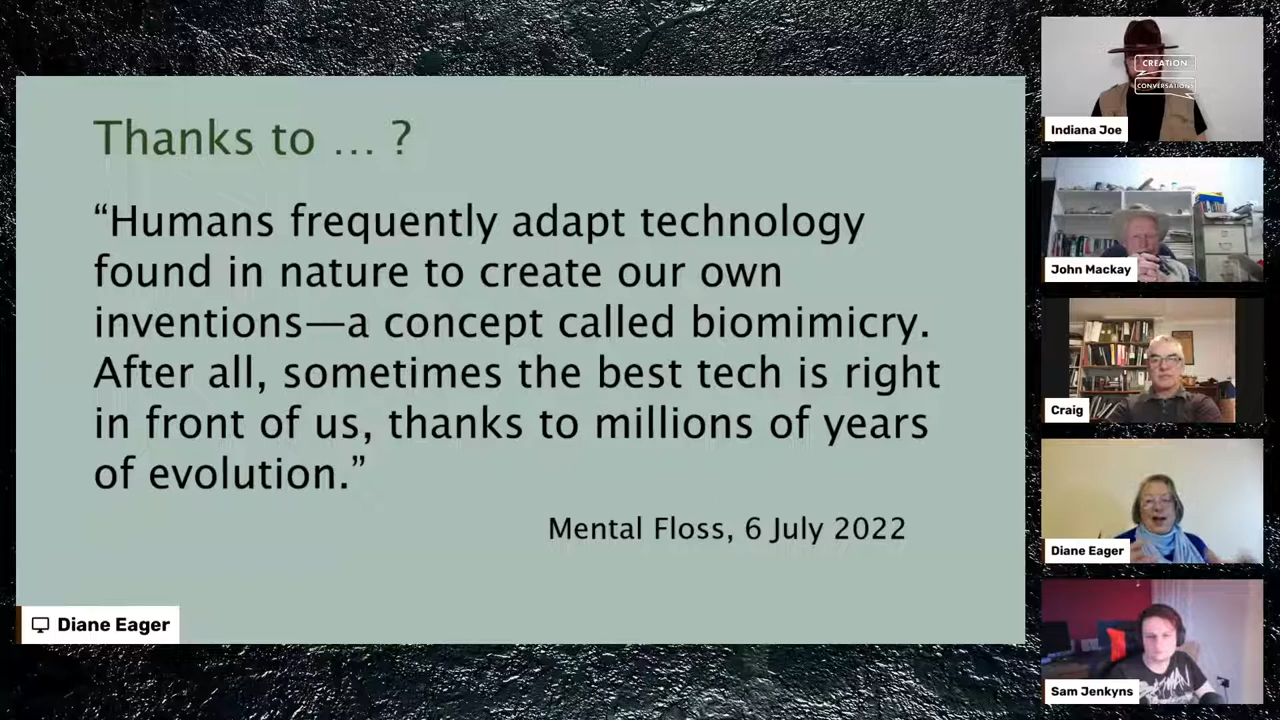 Thanks to … ?
“Humans frequently adapt technology
found in nature to create our own
inventions—a concept called biomimicry.
After all, sometimes the best tech is right
in front of us, thanks to millions of years
of evolution.”
Mental Floss, 6 July 2022
Diane Eager
CREATION
CONVERSATIONS
Indiana Joe
John Mackay
Craig
Diane Eager
Sam Jenkyns